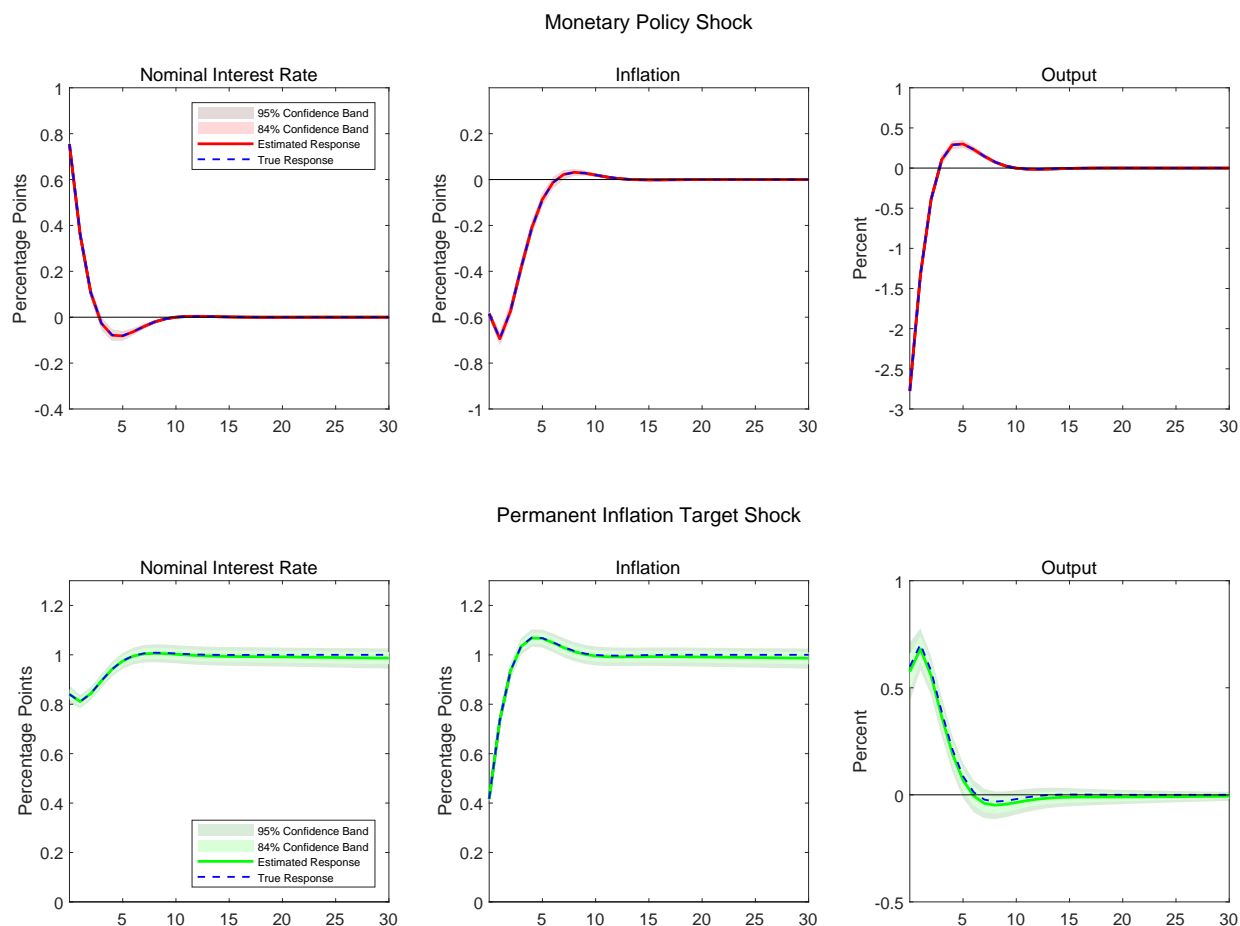 Monetary Policy Shock
Nominal Interest Rate
Inflation
Output
Percentage Points
1
0.8
0.6
0.4
0.2
0
-0.2
-0.4
5 10 15 20 25 30
95% Confidence Band
84% Confidence Band
Estimated Response
True Response
Percentage Points
0.2
0
-0.2
-0.4
-0.6
-0.8
-1
5 10 15 20 25 30
Percent
1
0.5
0
-0.5
-1
-1.5
-2
-2.5
-3
5 10 15 20 25 30
Permanent Inflation Target Shock
Nominal Interest Rate
Inflation
Output
Percentage Points
1.2
1
0.8
0.6
0.4
0.2
0
5 10 15 20 25 30
95% Confidence Band
84% Confidence Band
Estimated Response
True Response
Percentage Points
1.2
1
0.8
0.6
0.4
0.2
0
5 10 15 20 25 30
Percent
1
0.5
0
-0.5
5 10 15 20 25 30